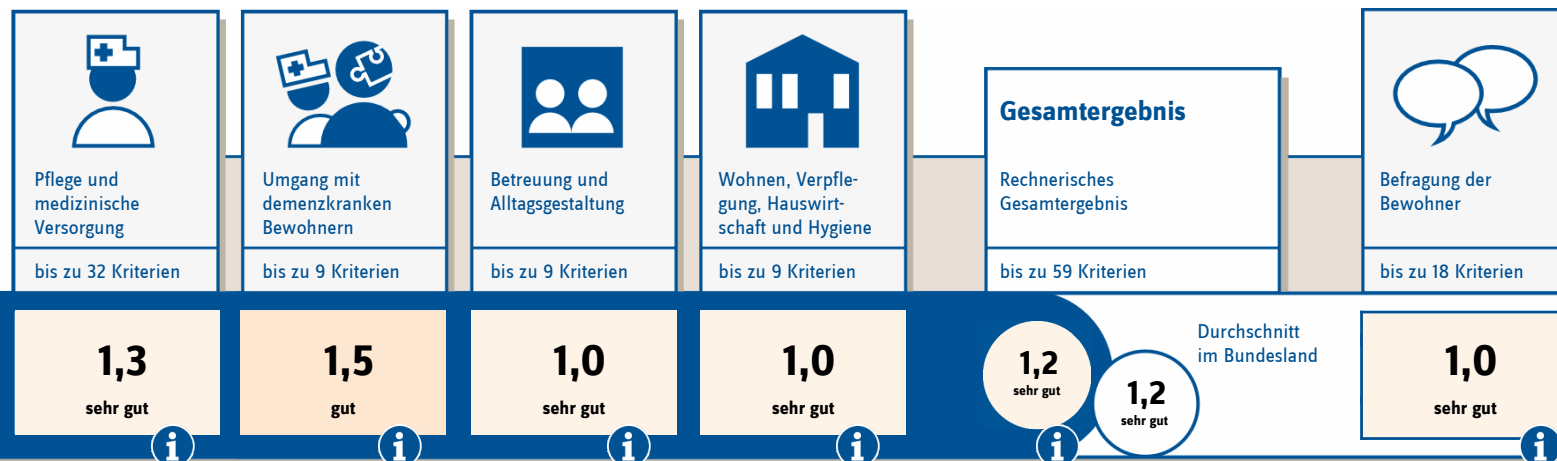 Pflege und
medizinische
Versorgung
bis zu 32 Kriterien
1,3
sehr gut
i
Umgang mit
demenzkranken
Bewohnern
bis zu 9 Kriterien
1,5
gut
i
Betreuung und
Alltagsgestaltung
bis zu 9 Kriterien
1,0
sehr gut
i
Wohnen, Verpfle-
gung, Hauswirt-
schaft und Hygiene
bis zu 9 Kriterien
1,0
sehr gut
i
Gesamtergebnis
Rechnerisches
Gesamtergebnis
bis zu 59 Kriterien
1,2
sehr gut
i
Durchschnitt
im Bundesland
1,2
sehr gut
Befragung der
Bewohner
bis zu 18 Kriterien
1,0
sehr gut
i